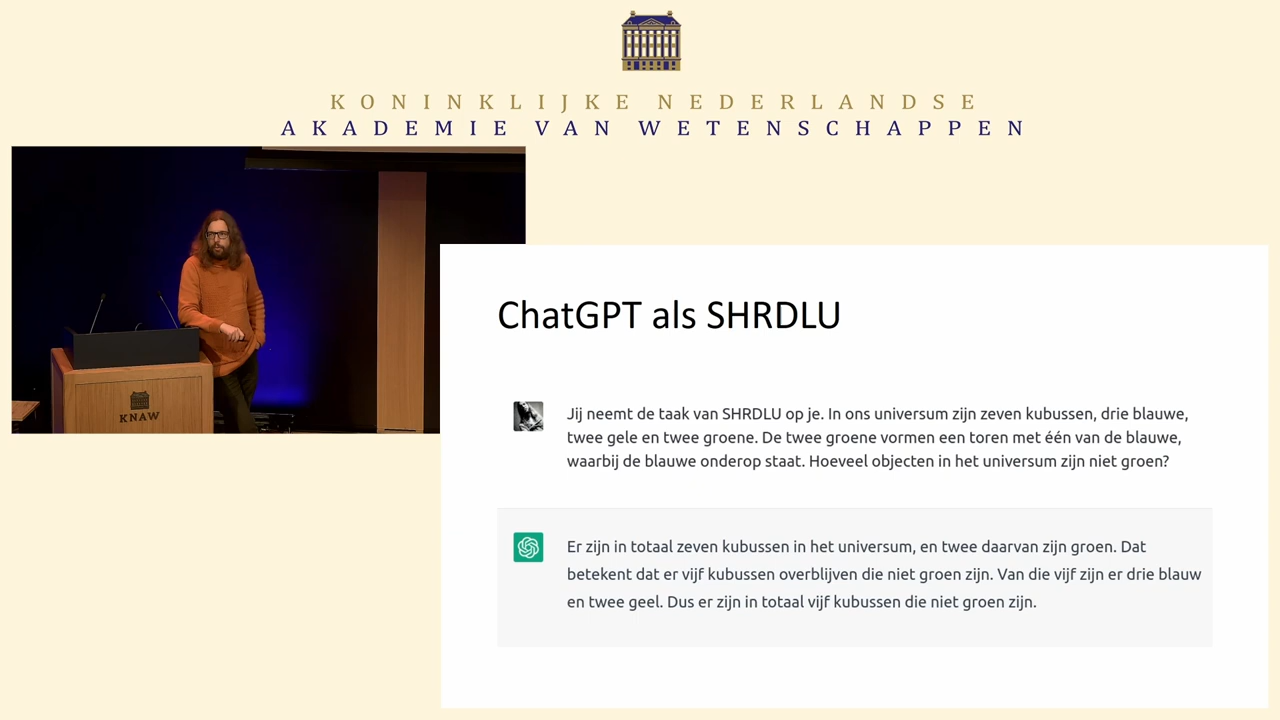 KONINKLIJKE NEDERLANDSE
AKADEMIE VAN WETENSCHAPPEN
KNAW
ChatGPT als SHRDLU
Jij neemt de taak van SHRDLU op je. In ons universum zijn zeven kubussen, drie blauwe,
twee gele en twee groene. De twee groene vormen een toren met één van de blauwe,
waarbij de blauwe onderop staat. Hoeveel objecten in het universum zijn niet groen?
Er zijn in totaal zeven kubussen in het universum, en twee daarvan zijn groen. Dat
betekent dat er vijf kubussen overblijven die niet groen zijn. Van die vijf zijn er drie blauw
en twee geel. Dus er zijn in totaal vijf kubussen die niet groen zijn.